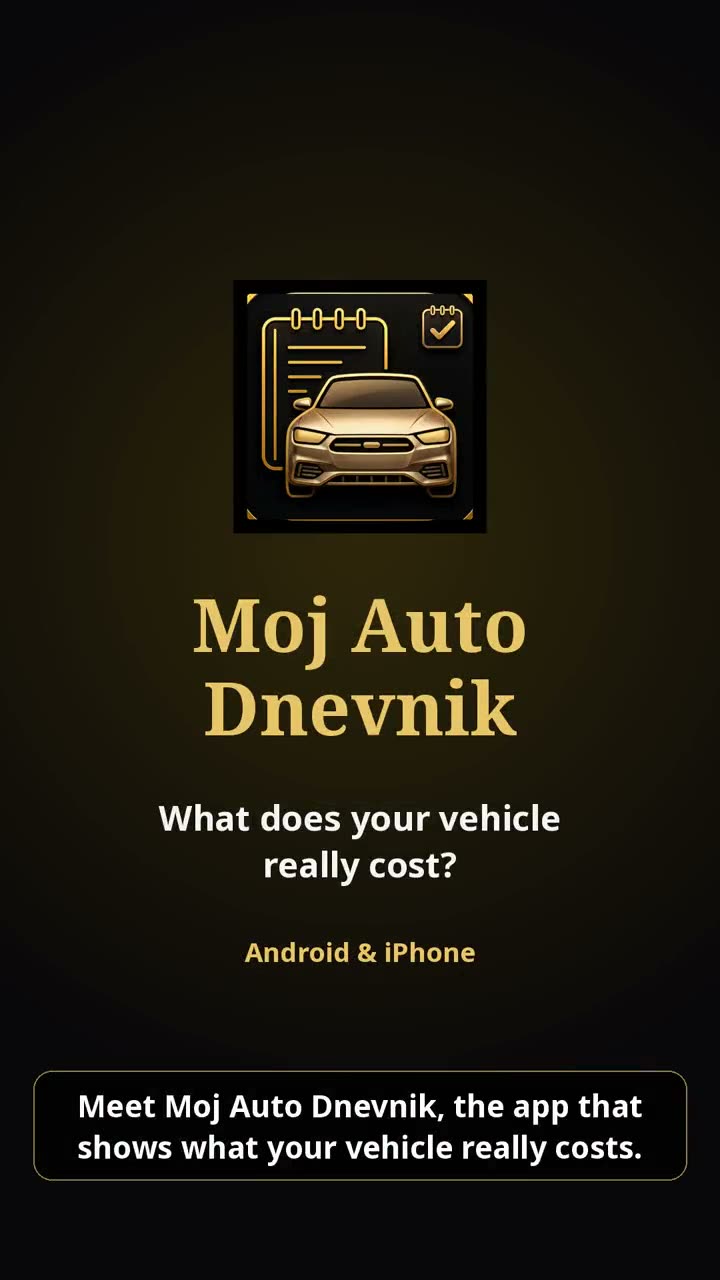 Moj Auto
Dnevnik
What does your vehicle
really cost?
Android & iPhone
Meet Moj Auto Dnevnik, the app that
shows what your vehicle really costs.